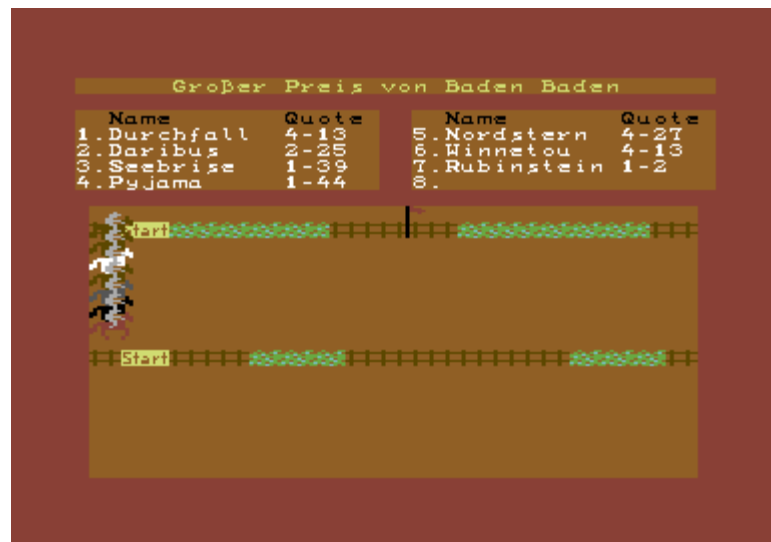 Großer Preis von Baden Baden
Name Quote Name Quote
1.Durchfall 4-13 5.Nordstern 4-27
2.Daribus 2-25 6.Winnetou 4-13
3.Seebrise 1-39 7.Rubinstein 1-2
4.Pyjama 1-44 8.
tart
Start